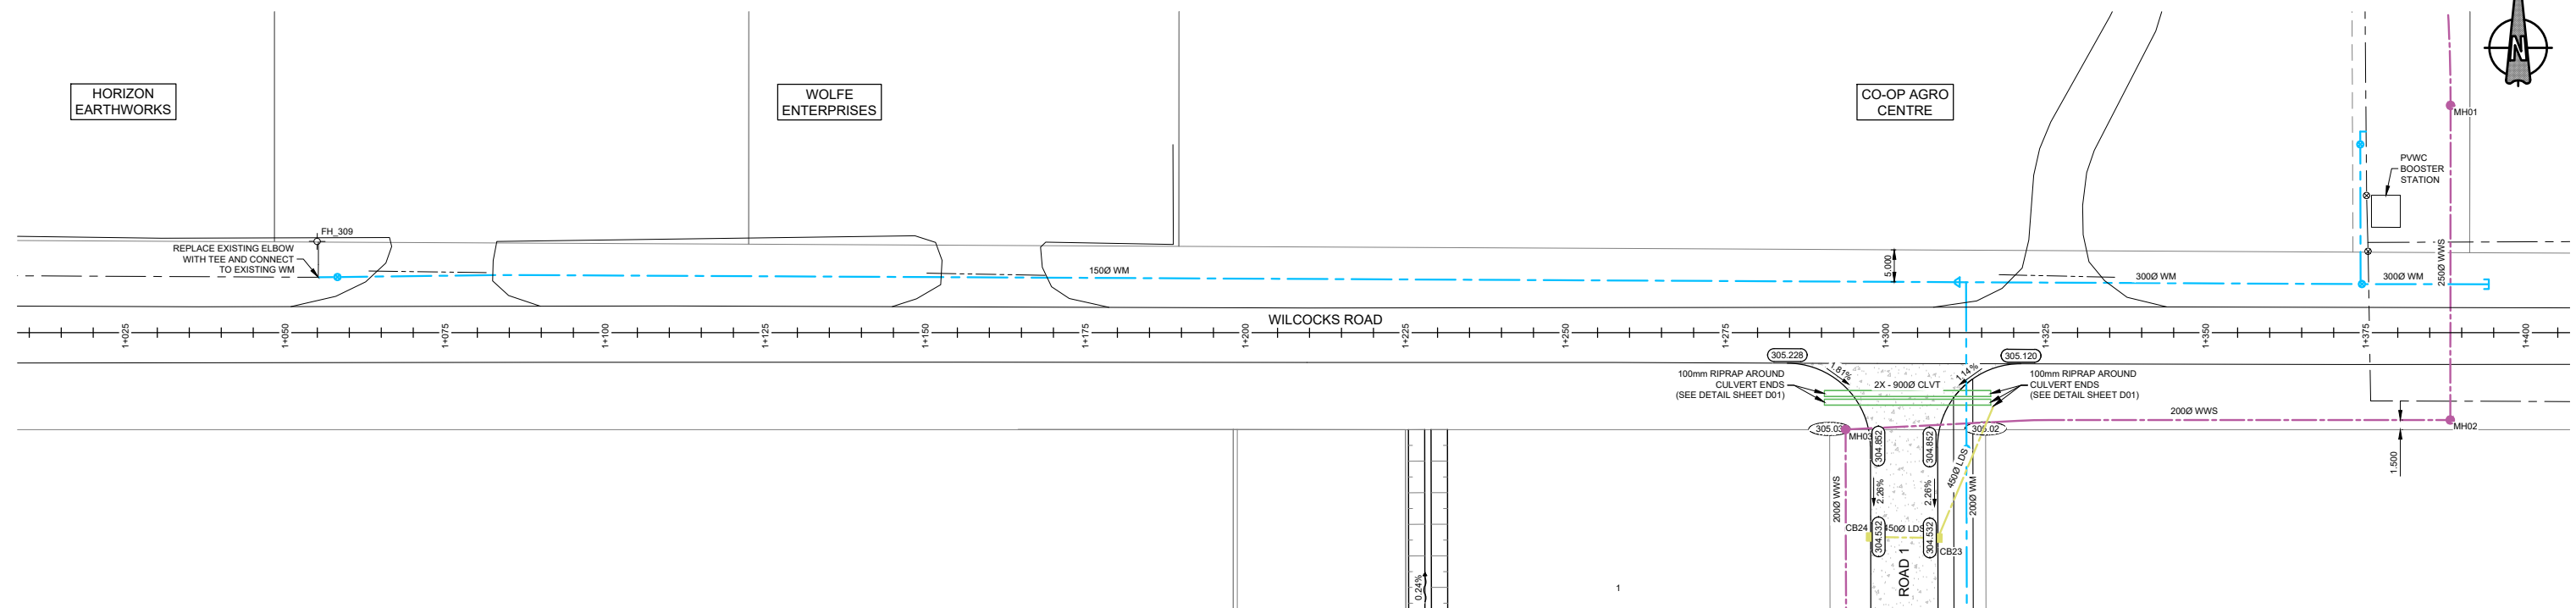 N
HORIZON
EARTHWORKS
WOLFE
ENTERPRISES
CO-OP AGRO
CENTRE
MH01
PVWC
BOOSTER
STATION
FH_309
REPLACE EXISTING ELBOW
WITH TEE AND CONNECT
TO EXISTING WM
150Ø WM
5.000
300Ø WM
250Ø WWS
300Ø WM
WILCOCKS ROAD
1+025
1+050
1+075
1+100
1+125
1+150
1+175
1+200
1+225
1+250
1+275
1+300
1+325
1+350
1+375
1+400
305.228
305.120
1.81%
1.14%
100mm RIPRAP AROUND
CULVERT ENDS
(SEE DETAIL SHEET D01)
2X - 900Ø CLVT
100mm RIPRAP AROUND
CULVERT ENDS
(SEE DETAIL SHEET D01)
200Ø WWS
305.03
MH03
305.02
MH02
304.852
304.852
450Ø LDS
1.500
200Ø WWS
2.26%
2.26%
200Ø WM
CB24
450Ø LDS
304.532
304.532
CB23
ROAD 1
0.24%
1